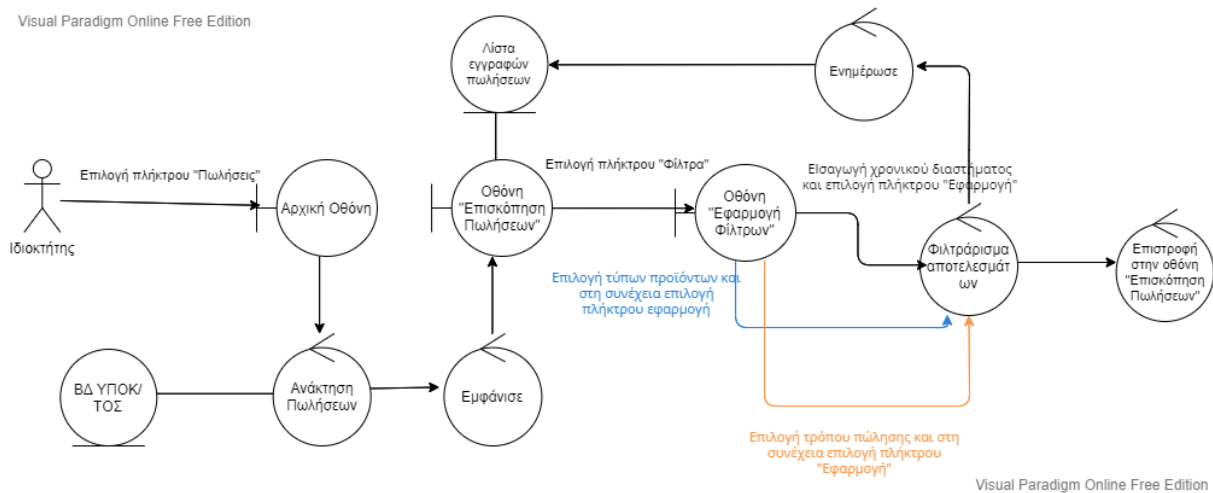 Visual Paradigm Online Free Edition
Λίστα
εγγραφών
πωλήσεων
Ενημέρωσε
Επιλογή πλήκτρου "Πωλήσεις"
Ιδιοκτήτης
Αρχική Οθόνη
Οθόνη
"Επισκόπηση
Πωλήσεων"
Επιλογή πλήκτρου "Φίλτρα"
Οθόνη
"Εφαρμογή
Φίλτρων"
ΕΙσαγωγή χρονικού διαστήματος
και επιλογή πλήκτρου "Εφαρμογή"
Φιλτράρισμα
αποτελεσμάτ
ων
Επιστροφή
στην οθόνη
"Επισκόπηση
Πωλήσεων"
Επιλογή τύπων προϊόντων και
στη συνέχεια επιλογή
πλήκτρου εφαρμογή
ΒΔ ΥΠΟΚ/
ΤΟΣ
Ανάκτηση
Πωλήσεων
Εμφάνισε
Επιλογή τρόπου πώλησης και στη
συνέχεια επιλογή πλήκτρου
"Εφαρμογή"
Visual Paradigm Online Free Edition